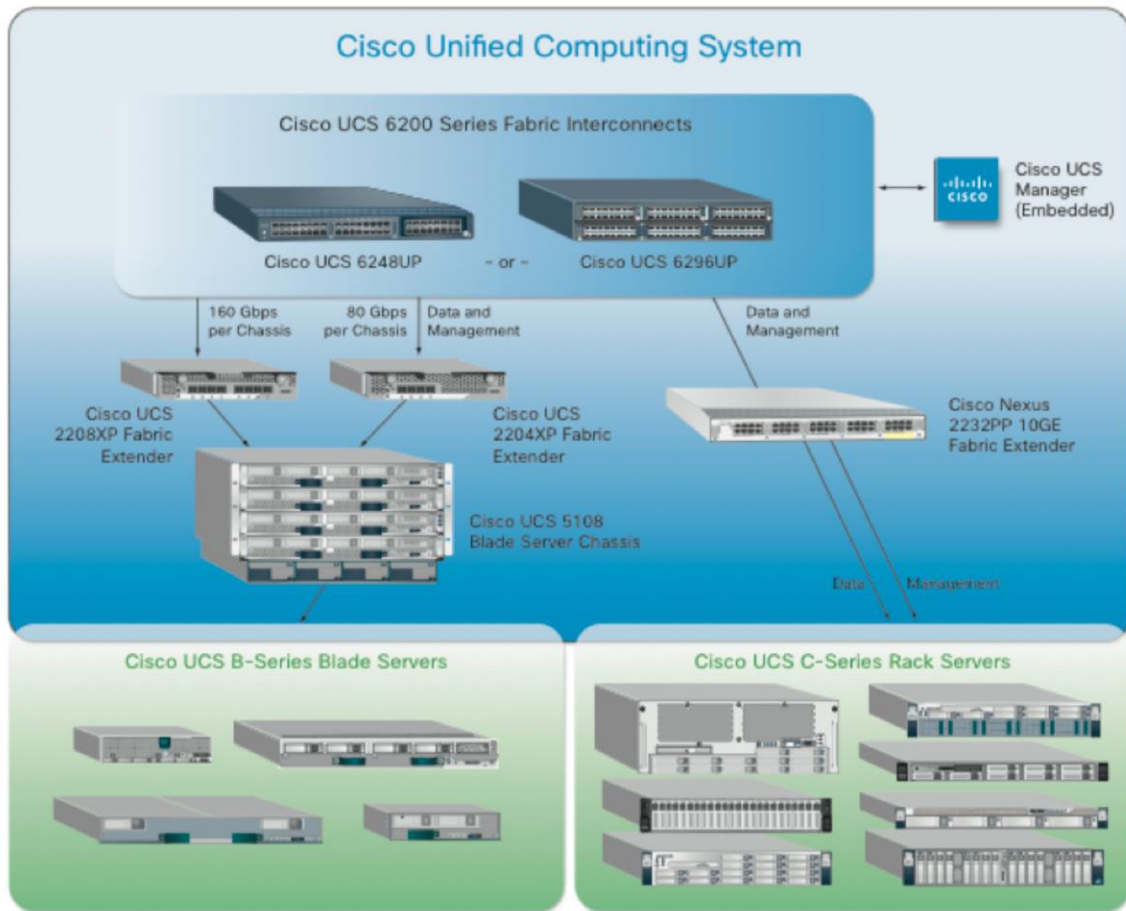 Cisco Unified Computing System
Cisco UCS 6200 Series Fabric Interconnects
Cisco UCS
Manager
(Embedded)
CISCO
Cisco UCS 6248UP
- or -
Cisco UCS 6296UP
160 Gbps
per Chassis
80 Gbps
per Chassis
Data and
Management
Data and
Management
Cisco UCS
2208XP Fabric
Extender
Cisco UCS
2204XP Fabric
Extender
Cisco Nexus
2232PP 10GE
Fabric Extender
Cisco UCS 5108
Blade Server Chassis
Data
Management
Cisco UCS B-Series Blade Servers
Cisco UCS C-Series Rack Servers